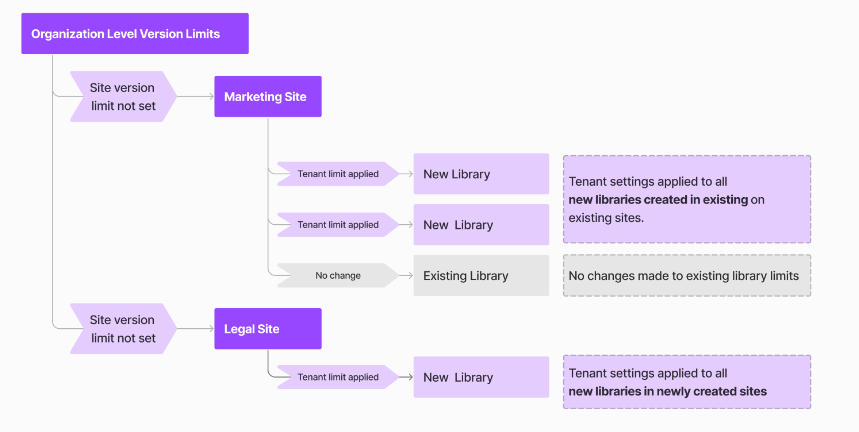 Organization Level Version Limits
Site version
limit not set
Marketing Site
Tenant limit applied
New Library
Tenant settings applied to all
new libraries created in existing on
existing sites.
Tenant limit applied
New Library
No change
Existing Library
No changes made to existing library limits
Site version
limit not set
Legal Site
Tenant limit applied
New Library
Tenant settings applied to all
new libraries in newly created sites